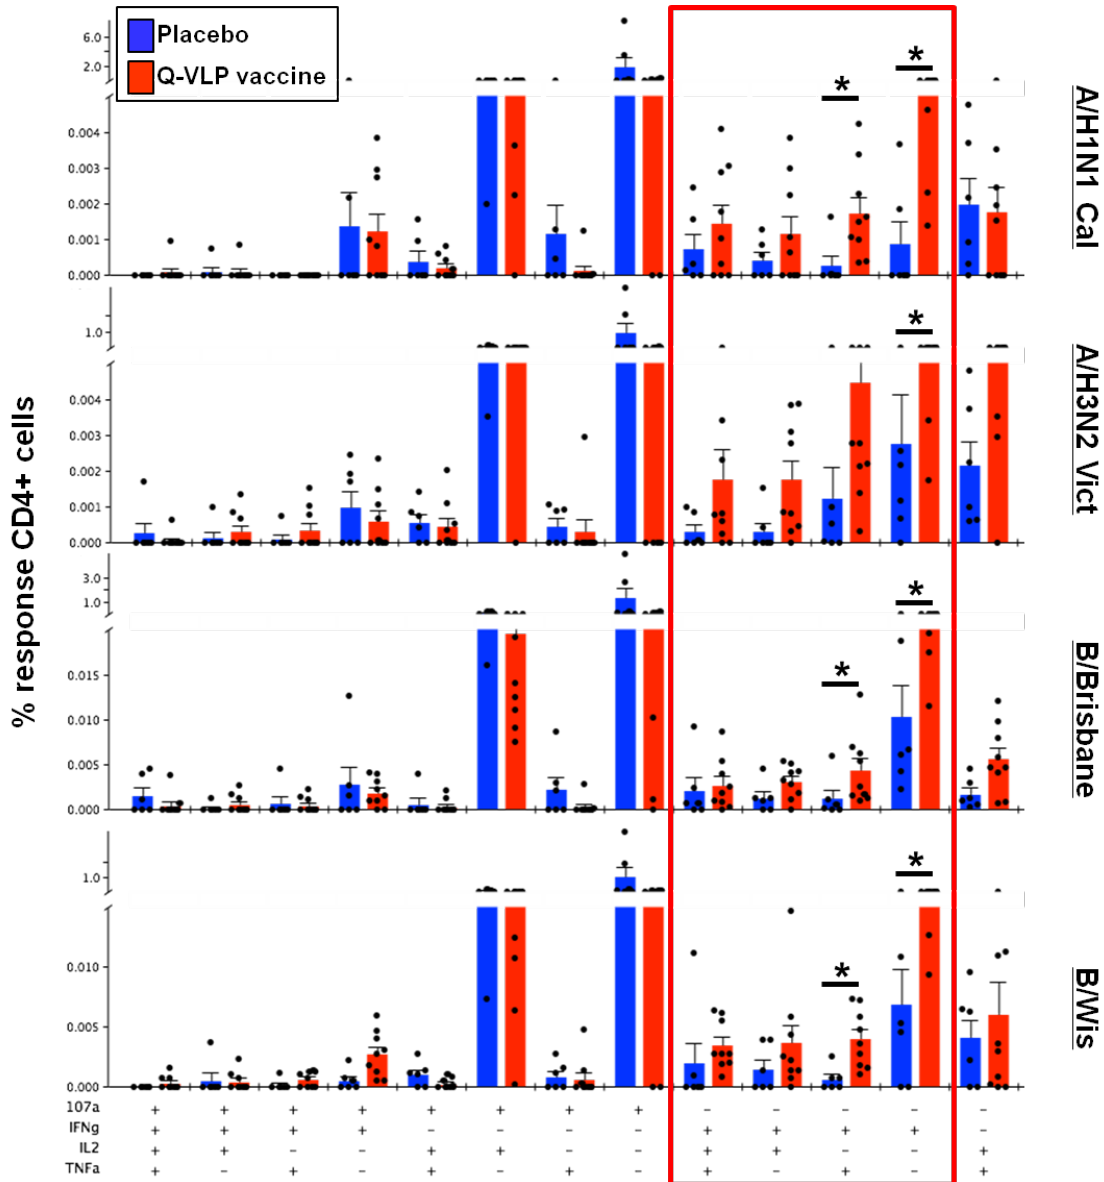 Placebo
Q-VLP vaccine
6.0
2.0
0.004
0.003
0.002
0.001
0.000
A/H1N1 Cal
* *
1.0
0.004
0.003
0.002
0.001
0.000
A/H3N2 Vict
*
% response CD4+ cells
3.0
1.0
0.015
0.010
0.005
0.000
B/Brisbane
* *
1.0
0.010
0.005
0.000
B/Wis
* *
107a + + + + + + + + - - - - -
IFNg + + + + - - - - + + + + -
IL2 + + - - + + - - + + - - +
TNFa + - + - + - + - + - + - +